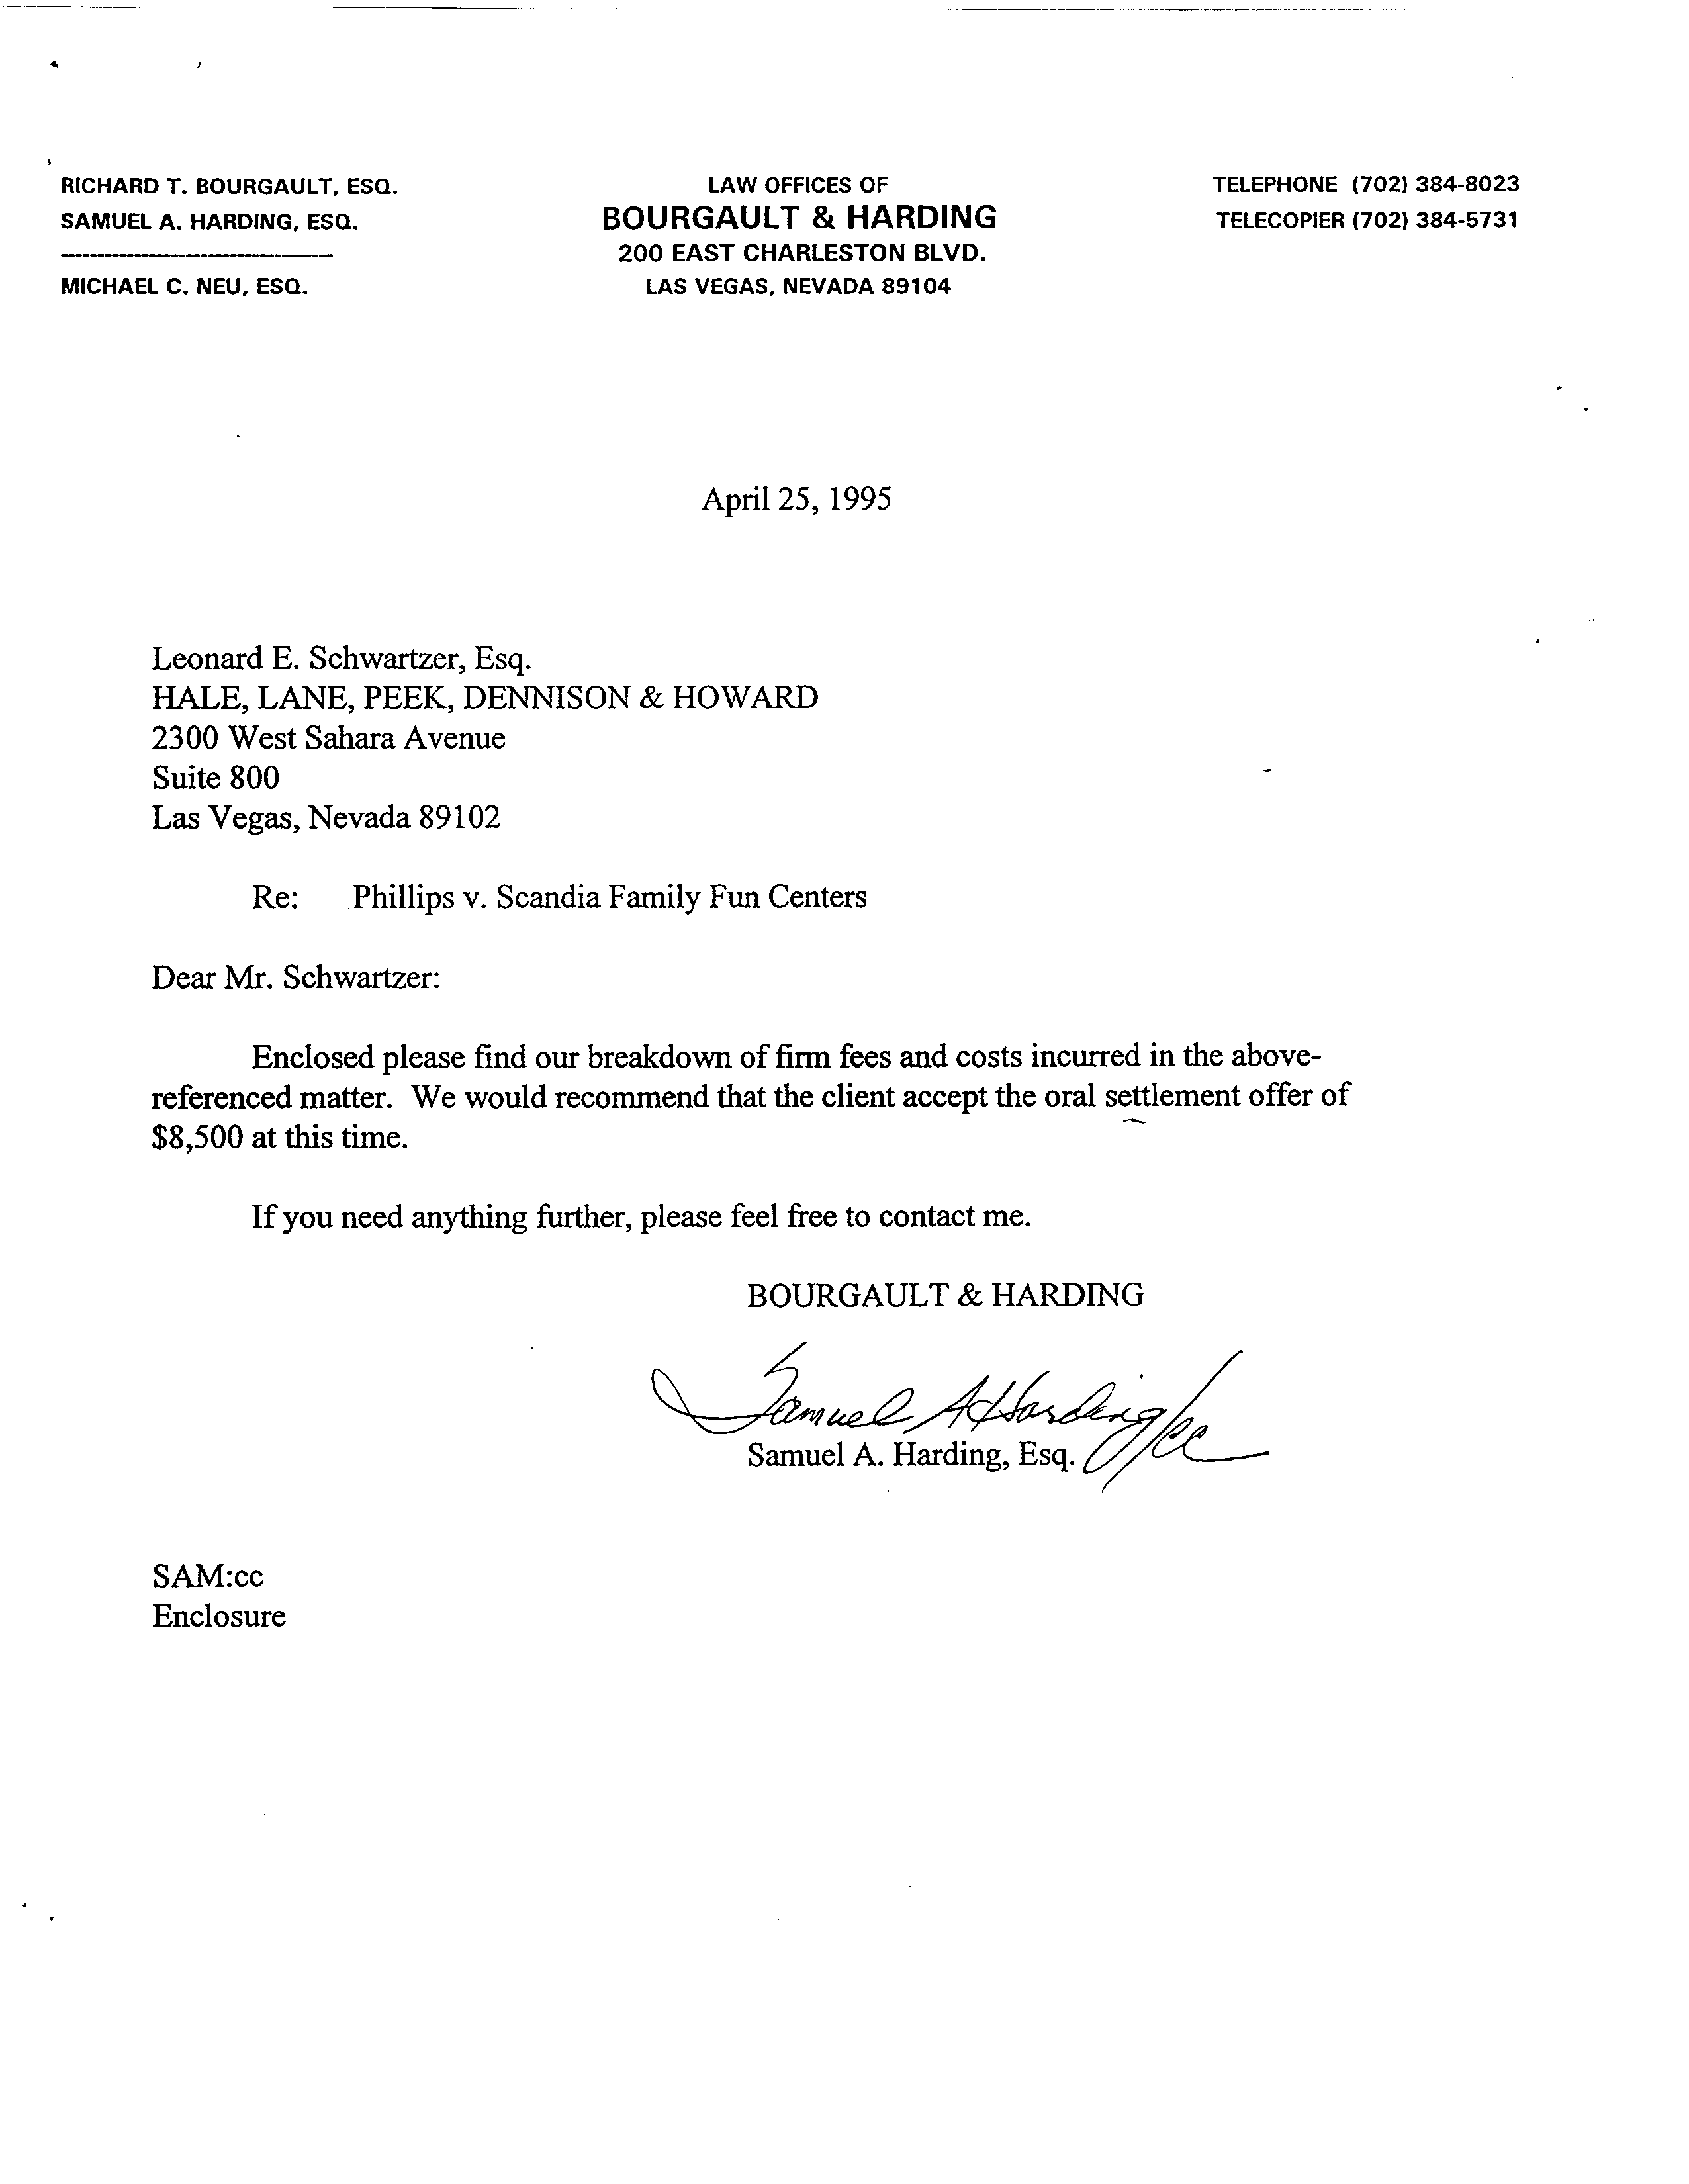 RICHARD T. BOURGAULT, ESQ.
SAMUEL A. HARDING, ESQ.
------------------------------------
MICHAEL C. NEU, ESQ.
LAW OFFICES OF
BOURGAULT & HARDING
200 EAST CHARLESTON BLVD.
LAS VEGAS, NEVADA 89104
TELEPHONE (702) 384-8023
TELECOPIER (702) 384-5731
April 25, 1995
Leonard E. Schwartzer, Esq.
HALE, LANE, PEEK, DENNISON & HOWARD
2300 West Sahara Avenue
Suite 800
Las Vegas, Nevada 89102
Re: Phillips v. Scandia Family Fun Centers
Dear Mr. Schwartzer:
Enclosed please find our breakdown of firm fees and costs incurred in the above-
referenced matter. We would recommend that the client accept the oral settlement offer of
$8,500 at this time.
If you need anything further, please feel free to contact me.
BOURGAULT & HARDING
Samuel A Harding/cc
Samuel A. Harding, Esq.
SAM:cc
Enclosure